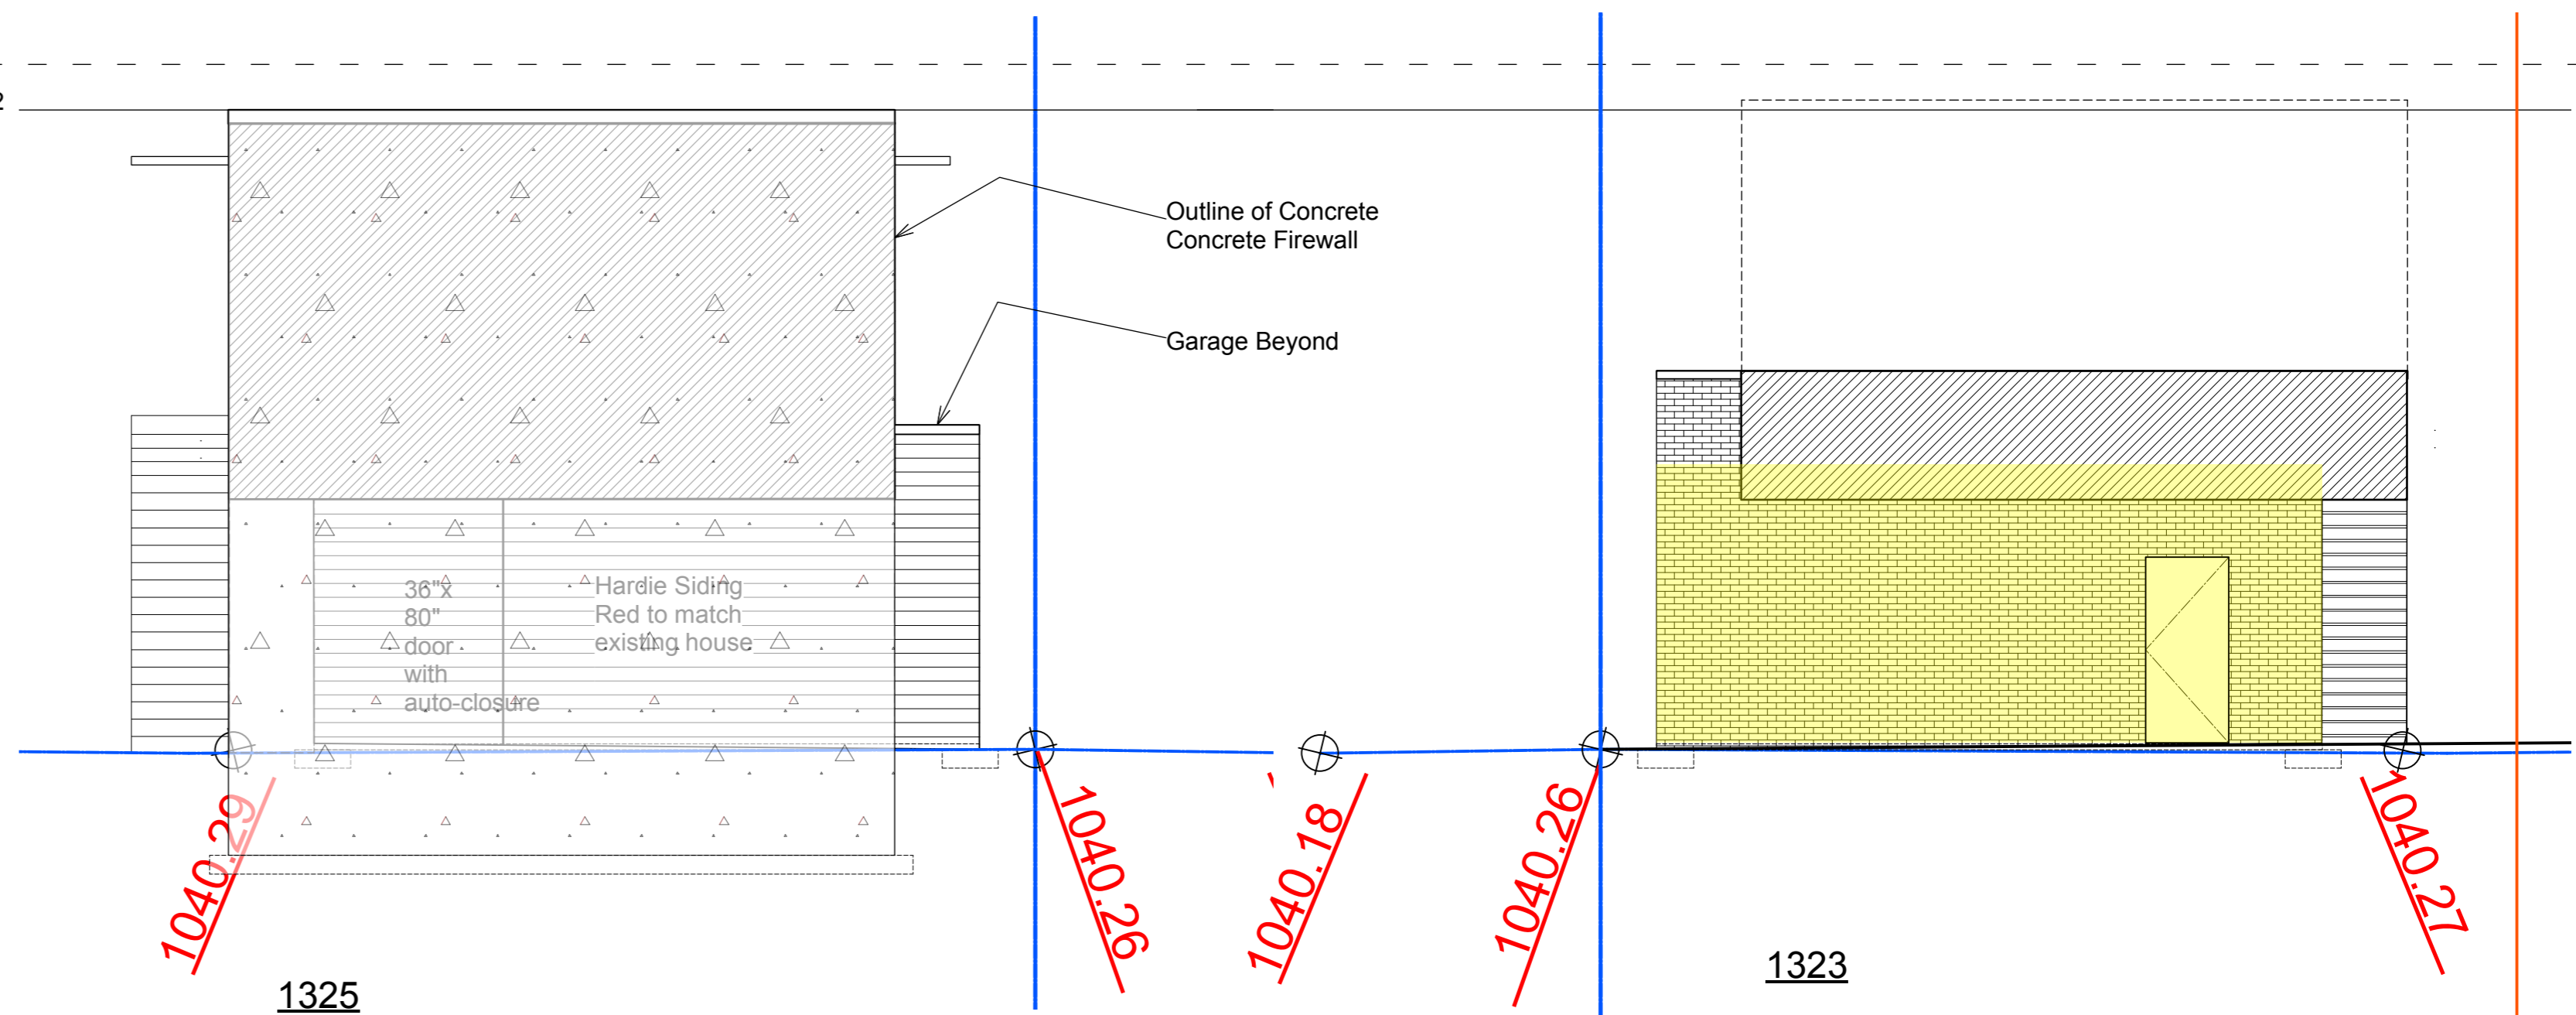 2
Outline of Concrete
Concrete Firewall
Garage Beyond
36"x
80"
door
with
auto-closure
Hardie Siding
Red to match
existing house
1040.29
1040.26
1040.18
1040.26
1040.27
1325
1323